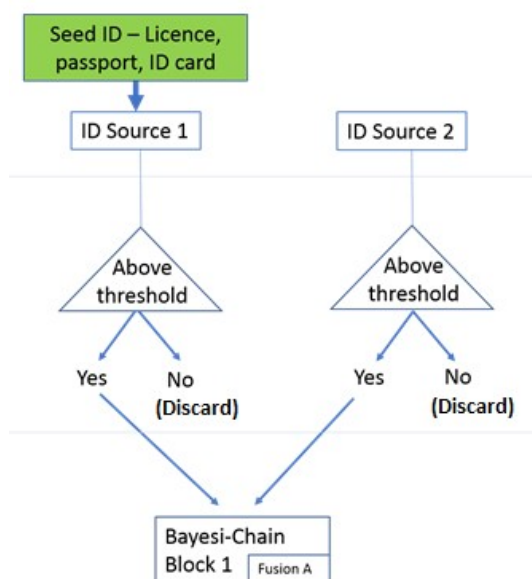 Seed ID – Licence,
passport, ID card
ID Source 1
ID Source 2
Above
threshold
Above
threshold
Yes
No
(Discard)
Yes
No
(Discard)
Bayesi-Chain
Block 1
Fusion A